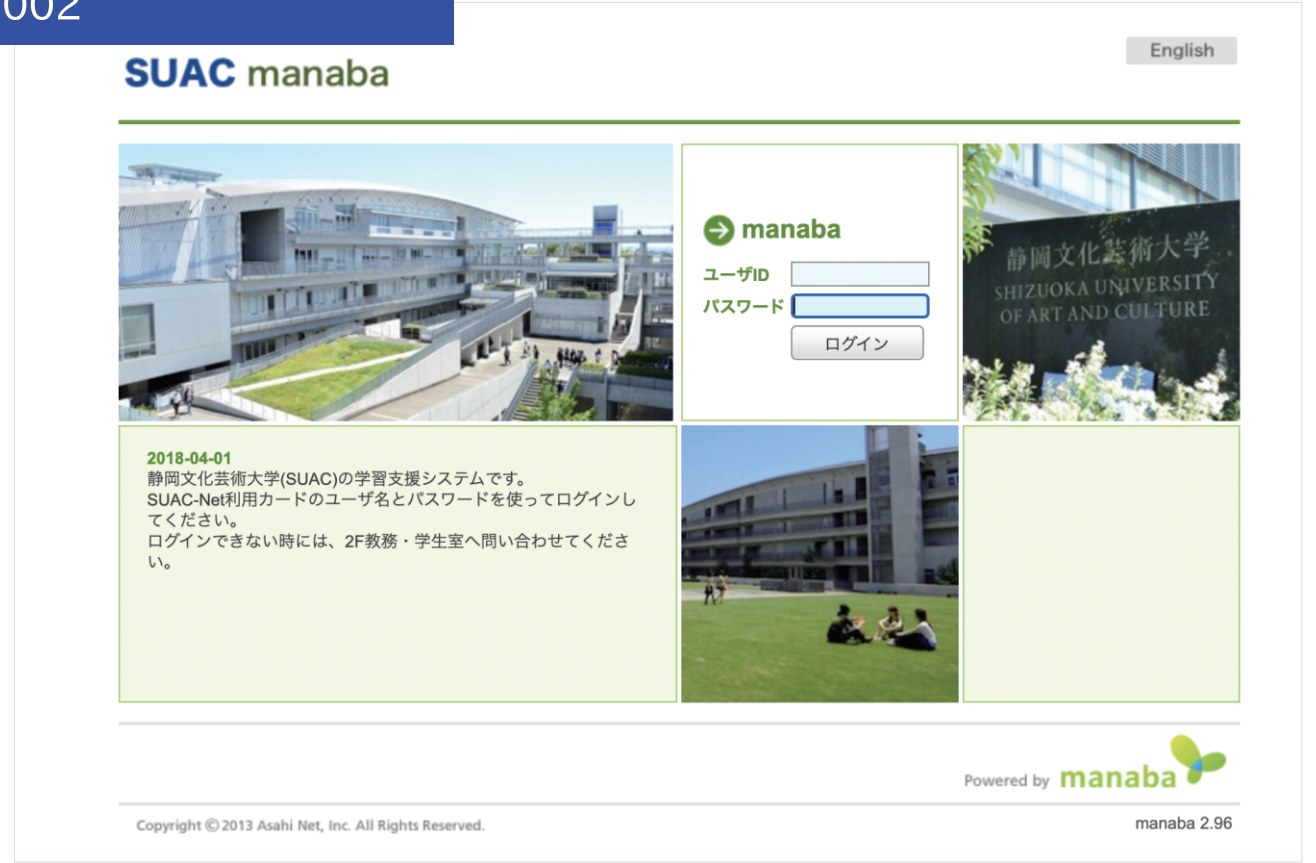 002
SUAC manaba
English
manaba
ユーザID
パスワード
ログイン
静岡文化芸術大学
SHIZUOKA UNIVERSITY
OF ART AND CULTURE
2018-04-01
静岡文化芸術大学(SUAC)の学習支援システムです。
SUAC-Net利用カードのユーザ名とパスワードを使ってログインし
てください。
ログインできない時には、2F教務・学生室へ問い合わせてくださ
い。
Powered by manaba
Copyright © 2013 Asahi Net, Inc. All Rights Reserved.
manaba 2.96